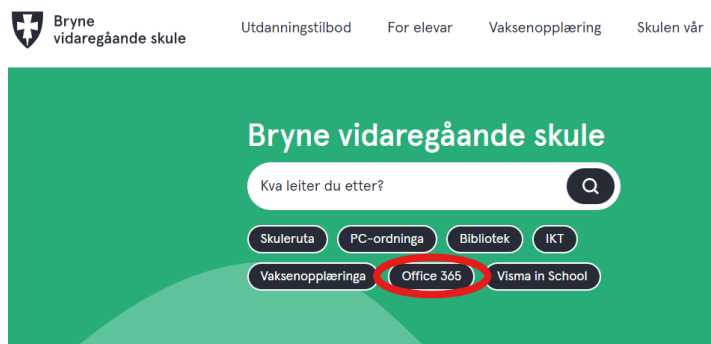 Bryne
vidaregåande skule
Utdanningstilbod For elevar Vaksenopplæring Skulen vår
Bryne vidaregåande skule
Kva leiter du etter?
Skuleruta PC-ordninga Bibliotek IKT
Vaksenopplæringa Office 365 Visma in School